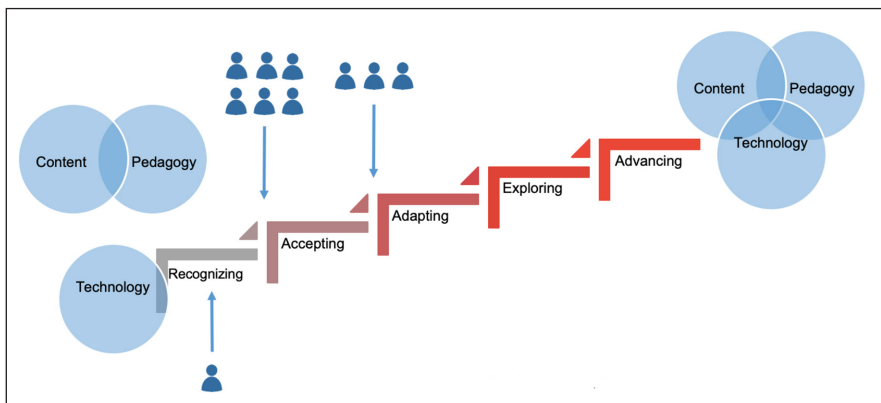 Content
Pedagogy
Technology
Recognizing
Accepting
Adapting
Exploring
Advancing
Content
Pedagogy
Technology